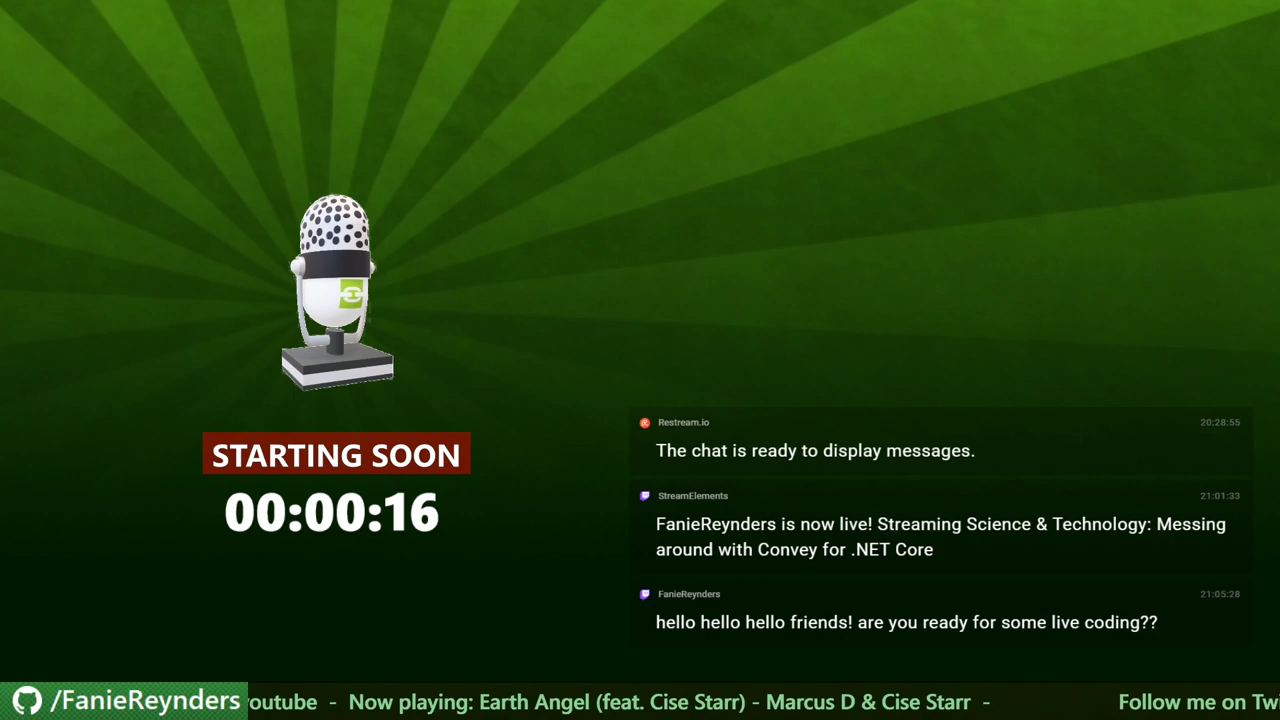 STARTING SOON
00:00:16
Restream.io 20:28:55
The chat is ready to display messages.
StreamElements 21:01:33
FanieReynders is now live! Streaming Science & Technology: Messing
around with Convey for .NET Core
FanieReynders 21:05:28
hello hello hello friends! are you ready for some live coding??
/FanieReynders youtube - Now playing: Earth Angel (feat. Cise Starr) - Marcus D & Cise Starr - Follow me on Tw